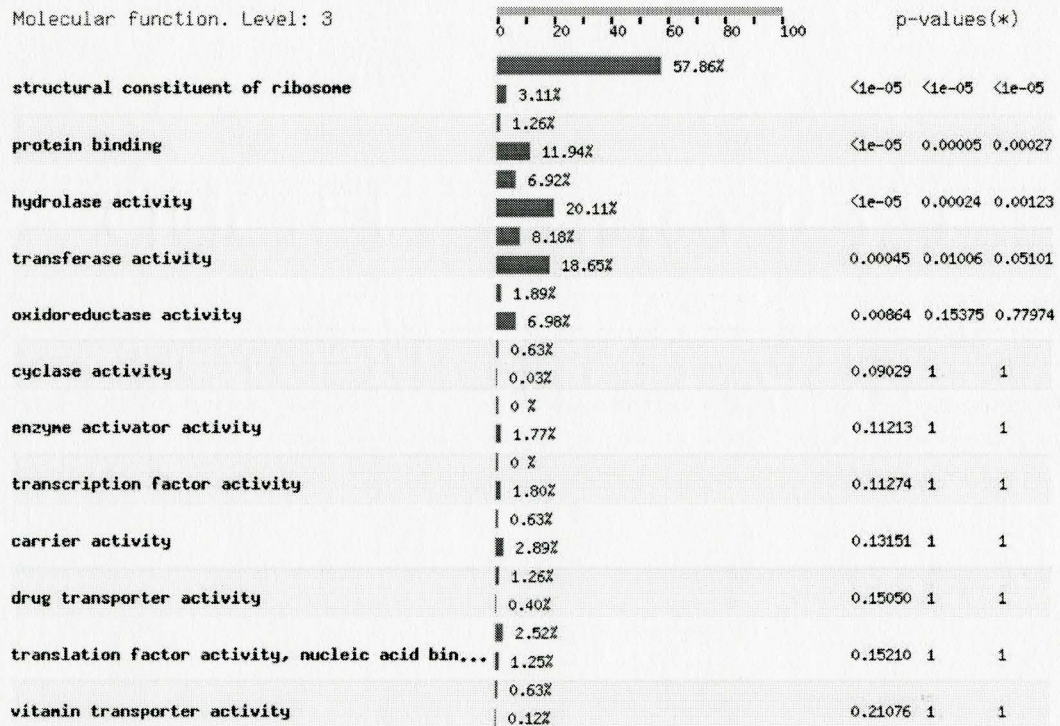 Molecular function. Level: 3
0 20 40 60 80 100
p-values(*)
57.86%
structural constituent of ribosome <1e-05 <1e-05 <1e-05
3.11%
1.26%
protein binding <1e-05 0.00005 0.00027
11.94%
6.92%
hydrolase activity <1e-05 0.00024 0.00123
20.11%
8.18%
transferase activity 0.00045 0.01006 0.05101
18.65%
1.89%
oxidoreductase activity 0.00864 0.15375 0.77974
6.98%
0.63%
cyclase activity 0.09029 1 1
0.03%
0 %
enzyme activator activity 0.11213 1 1
1.77%
0 %
transcription factor activity 0.11274 1 1
1.80%
0.63%
carrier activity 0.13151 1 1
2.89%
1.26%
drug transporter activity 0.15050 1 1
0.40%
2.52%
translation factor activity, nucleic acid bin... 0.15210 1 1
1.25%
0.63%
vitamin transporter activity 0.21076 1 1
0.12%